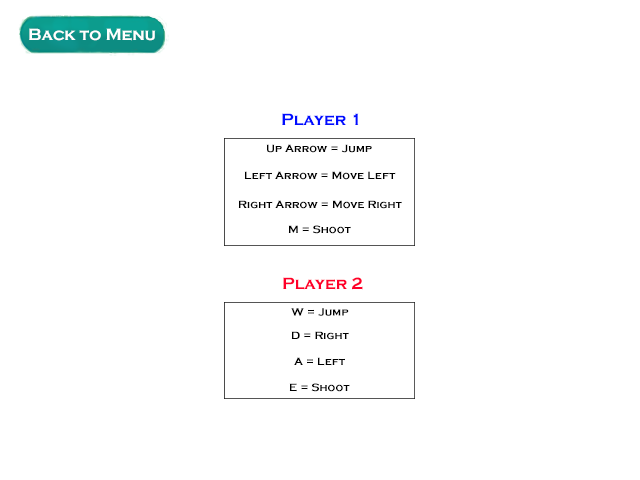 Back to Menu
Player 1
Up Arrow = Jump
Left Arrow = Move Left
Right Arrow = Move Right
M = Shoot
Player 2
W = Jump
D = Right
A = Left
E = Shoot